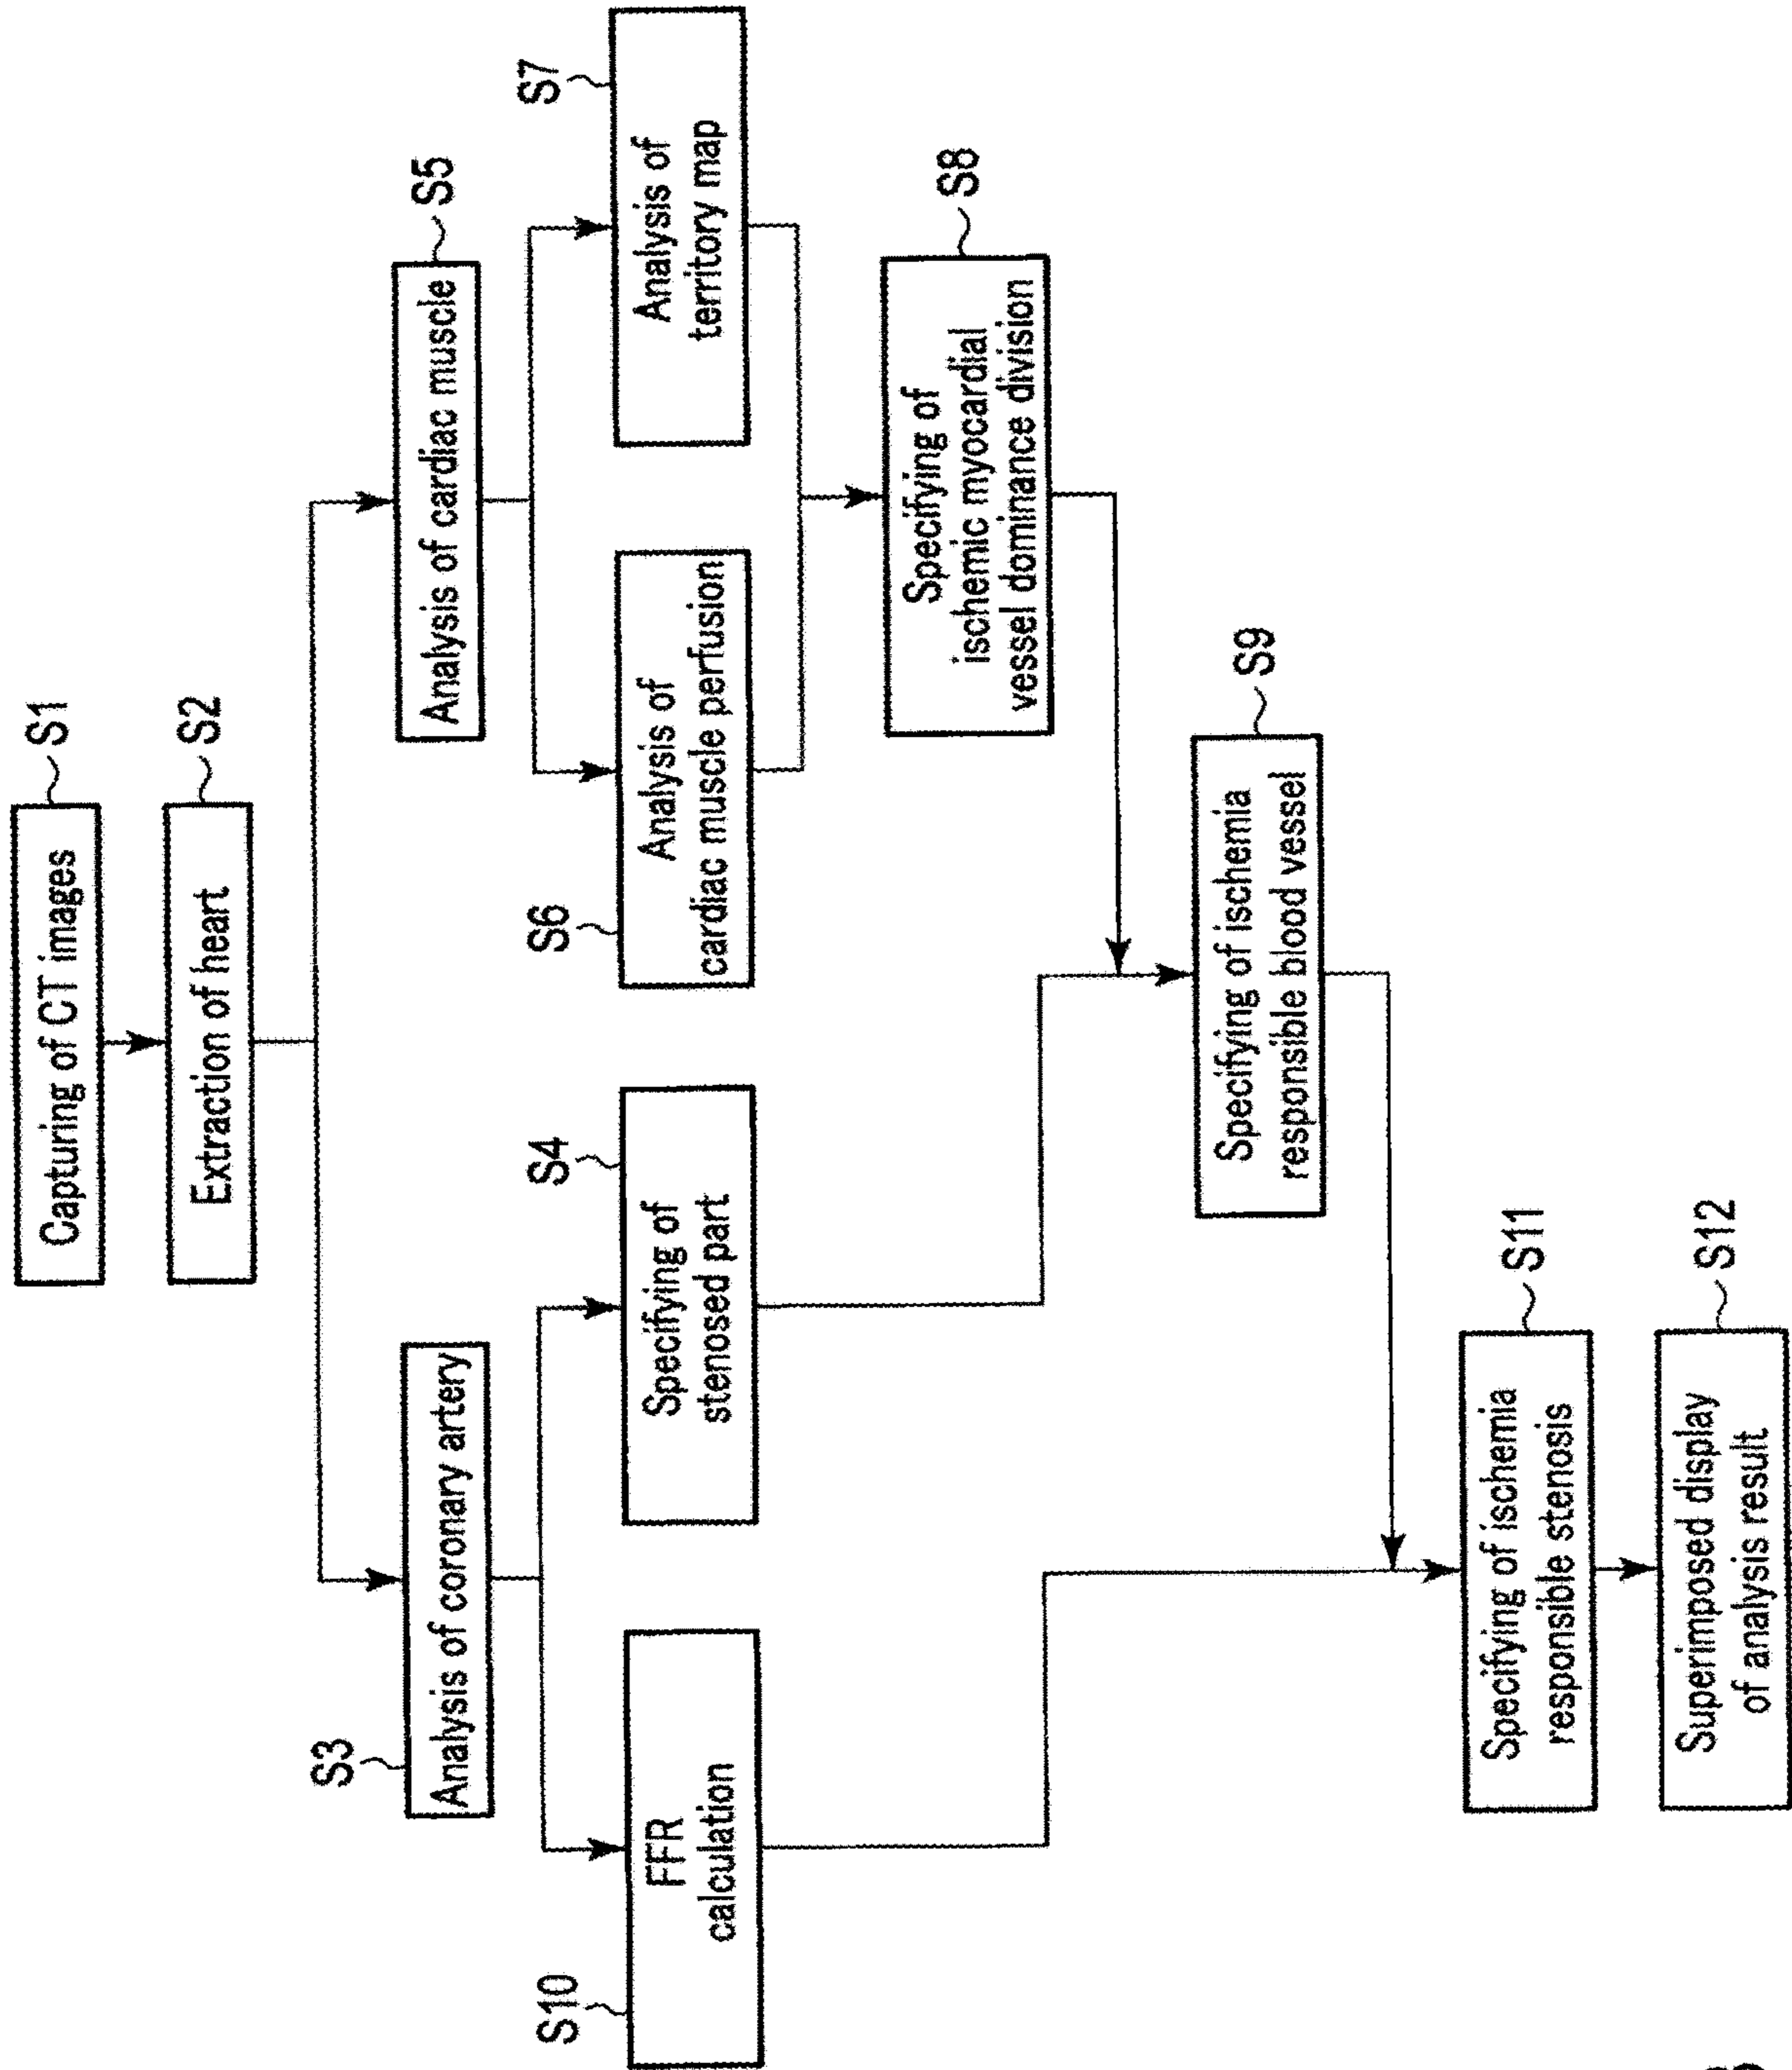 Capturing of CT images
S1
Extraction of heart
S2
S3
Analysis of coronary artery
Analysis of cardiac muscle
S5
S10
FFR
calculation
S4
Specifying of
stenosed part
S6
Analysis of
cardiac muscle perfusion
S7
Analysis of
territory map
Specifying of
ischemic myocardial
vessel dominance division
S8
Specifying of ischemia
responsible blood vessel
S9
Specifying of ischemia
responsible stenosis
S11
Superimposed display
of analysis result
S12